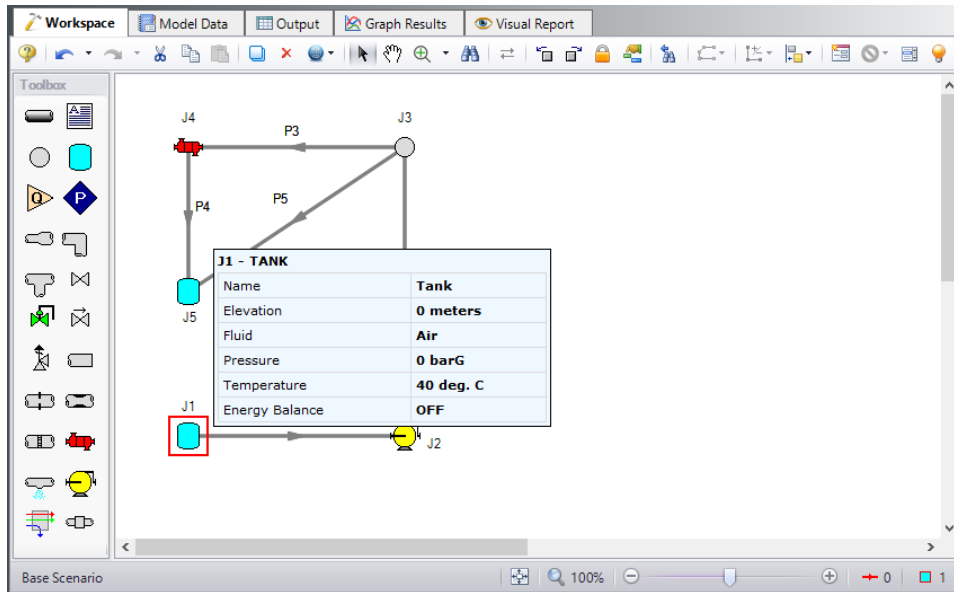 Workspace Model Data Output Graph Results Visual Report
Toolbox
A
Q P
J4 P3 J3
P4 P5
J5
J1 - TANK
Name Tank
Elevation 0 meters
Fluid Air
Pressure 0 barG
Temperature 40 deg. C
Energy Balance OFF
J1
J2
Base Scenario 100% 0 1